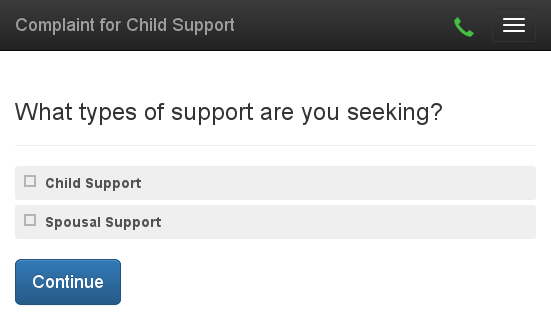 Complaint for Child Support
What types of support are you seeking?
Child Support
Spousal Support
Continue